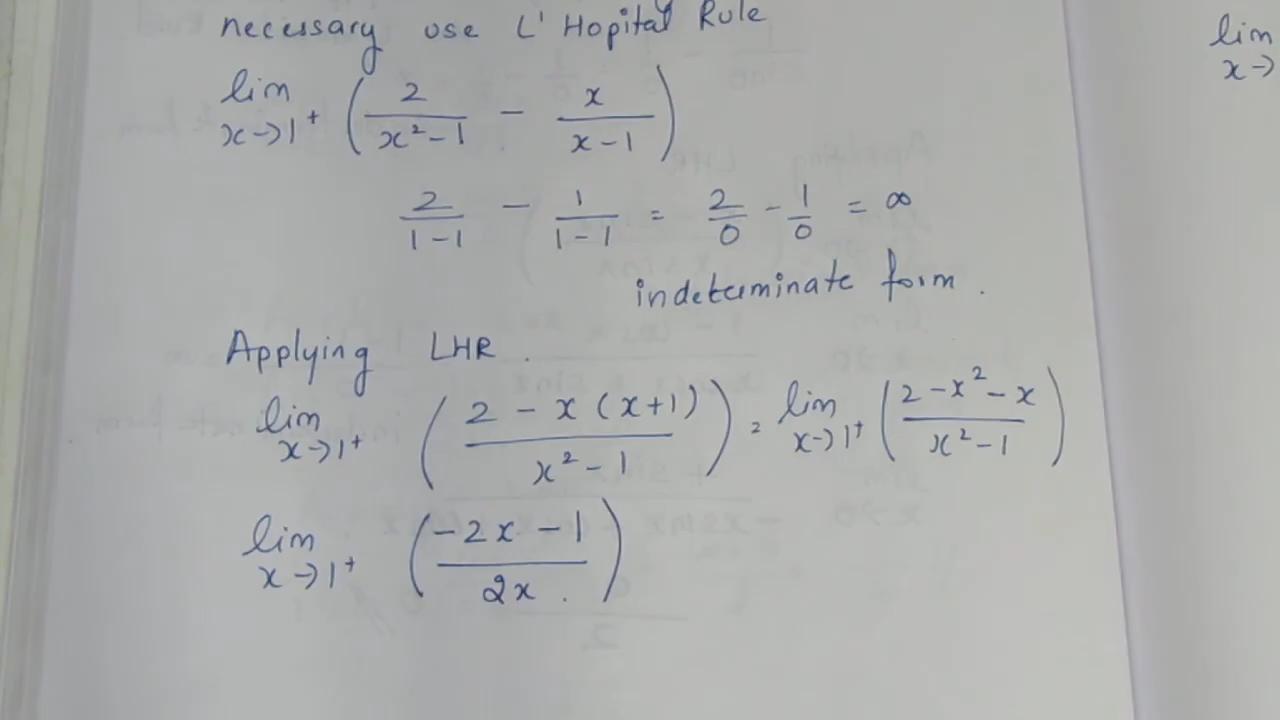 necessary use L' Hopital Rule
lim x→1⁺ (2/(x²-1) - x/(x-1))
2/(1-1) - 1/(1-1) = 2/0 - 1/0 = ∞
indeterminate form.
Applying LHR.
lim x→1⁺ ((2 - x(x+1))/(x²-1)) = lim x→1⁺ ((2-x²-x)/(x²-1))
lim x→1⁺ ((-2x-1)/2x.)
lim
x→